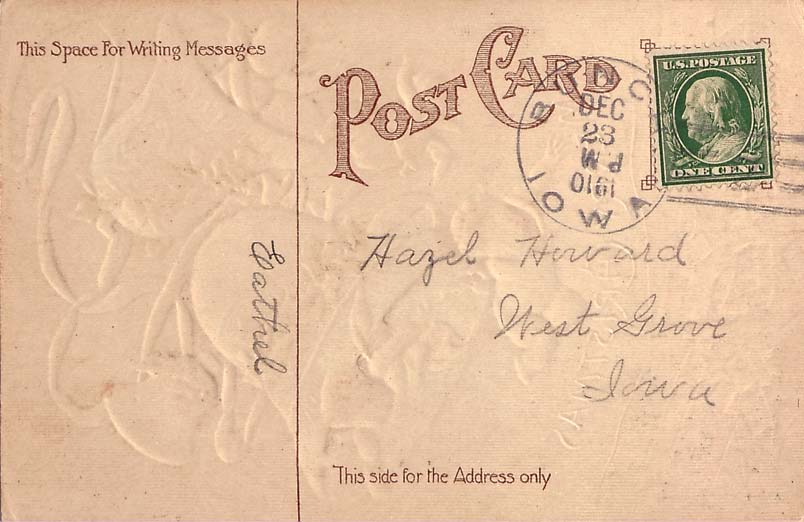 This Space For Writing Messages
POST CARD
DEC
23
P M
1910
IOWA
U.S. POSTAGE
ONE CENT
Hazel Howard
West Grove
Iowa
Eathel
This side for the Address only